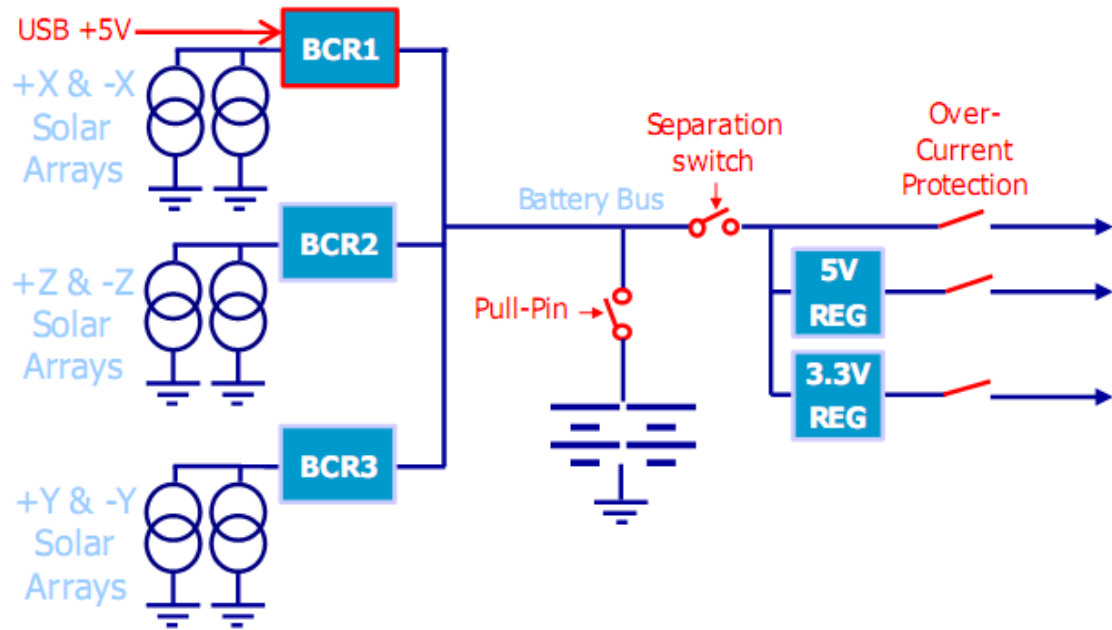 USB +5V
BCR1
+X & -X
Solar
Arrays
BCR2
+Z & -Z
Solar
Arrays
BCR3
+Y & -Y
Solar
Arrays
Battery Bus
Pull-Pin
Separation
switch
Over-
Current
Protection
5V
REG
3.3V
REG